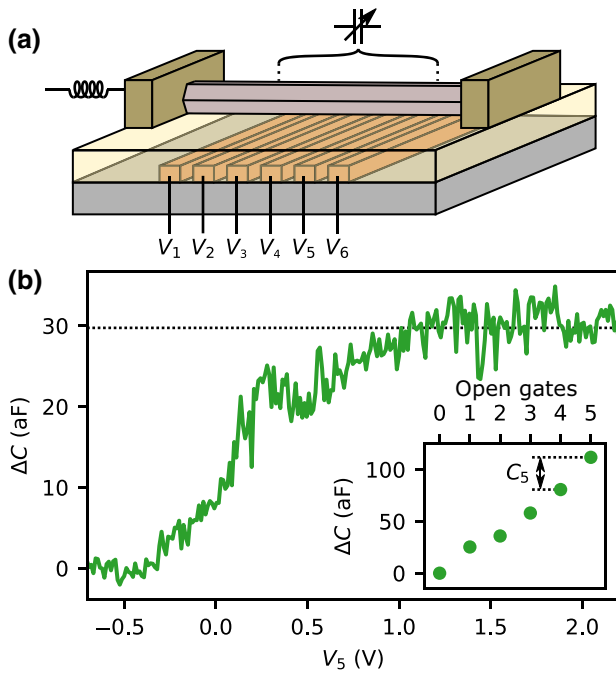 (a)
V₁ V₂ V₃ V₄ V₅ V₆
(b)
30
20
10
0
ΔC (aF)
−0.5 0.0 0.5 1.0 1.5 2.0
V₅ (V)
Open gates
0 1 2 3 4 5
100
50
0
ΔC (aF)
C₅